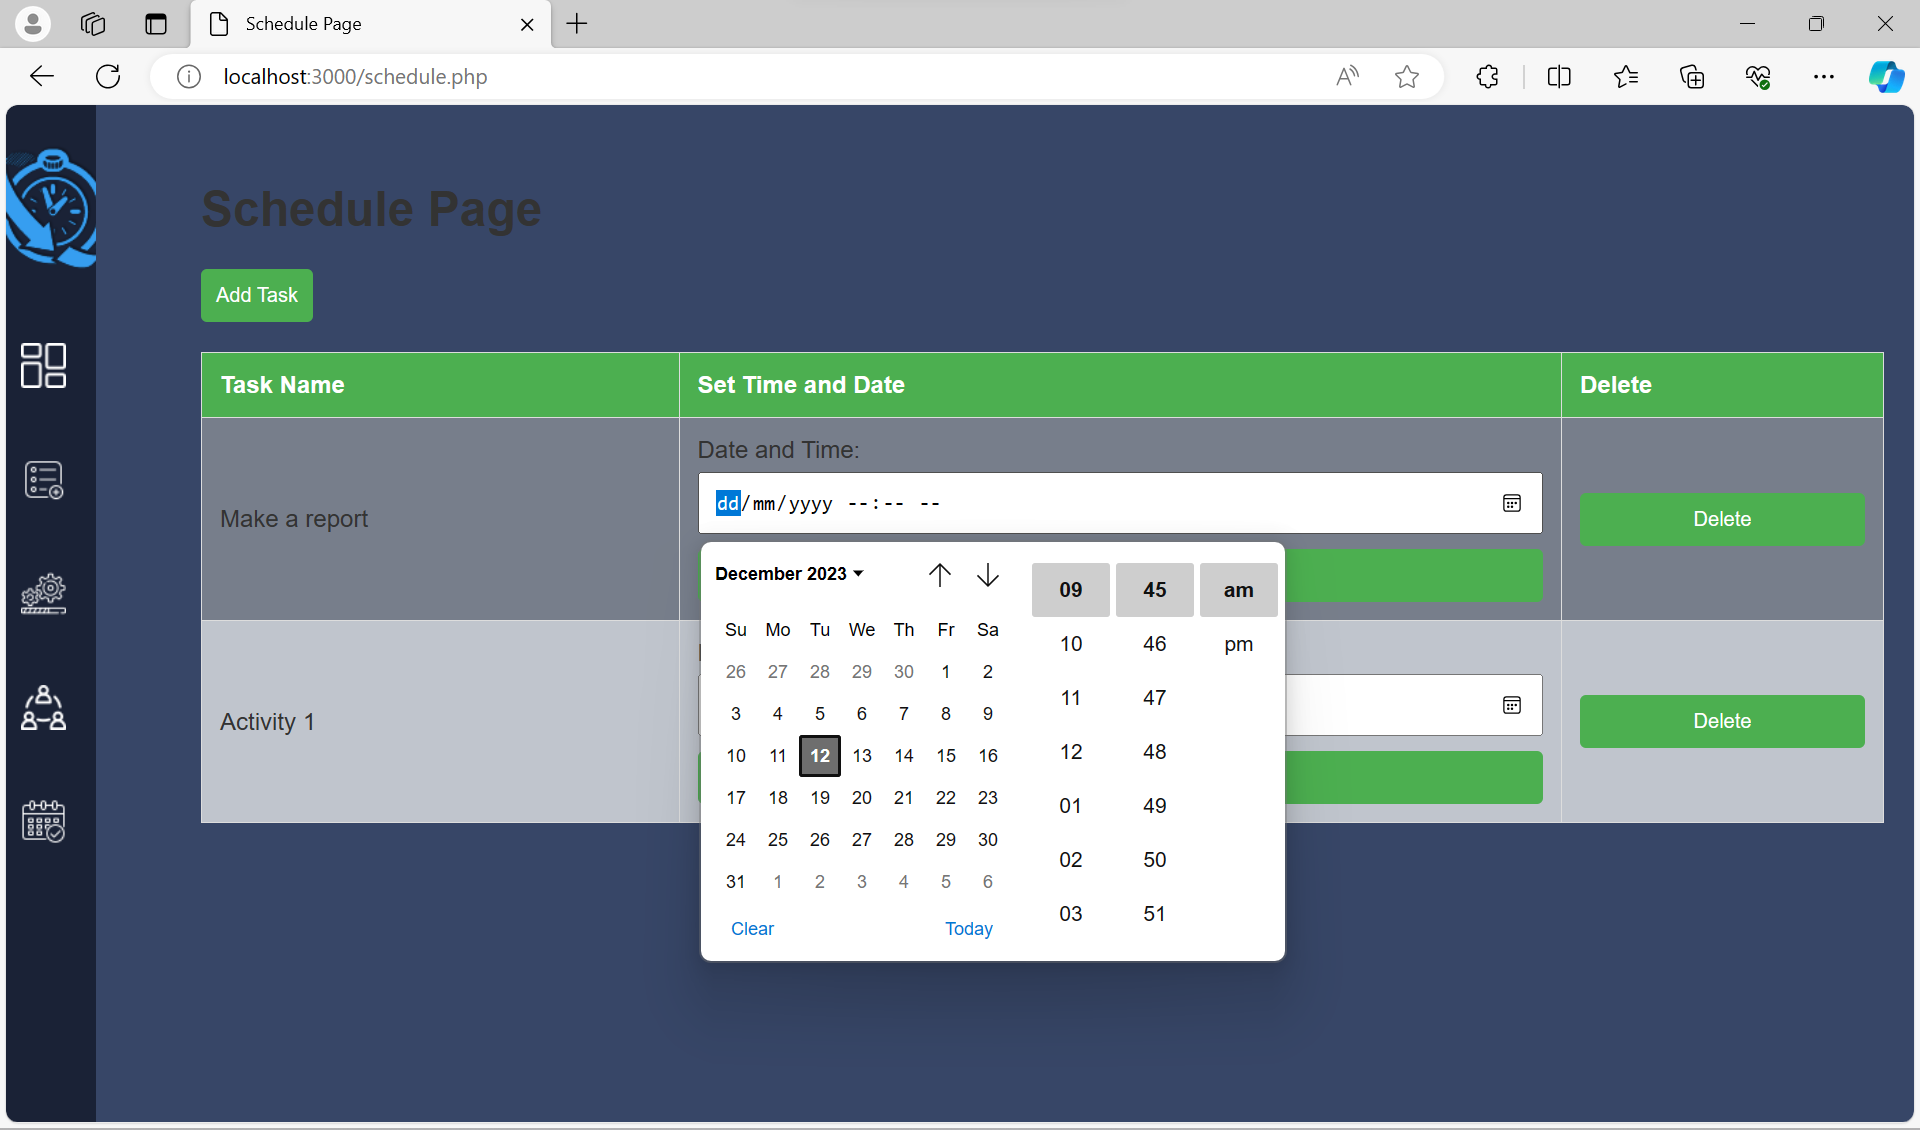 Schedule Page
localhost:3000/schedule.php
Schedule Page
Add Task
Task Name Set Time and Date Delete
Date and Time:
dd/mm/yyyy --:-- --
Make a report
Delete
December 2023
09 45 am
Su Mo Tu We Th Fr Sa
10 46 pm
26 27 28 29 30 1 2
11 47
3 4 5 6 7 8 9
12 48
10 11 12 13 14 15 16
01 49
17 18 19 20 21 22 23
02 50
24 25 26 27 28 29 30
03 51
31 1 2 3 4 5 6
Clear Today
Activity 1
Delete